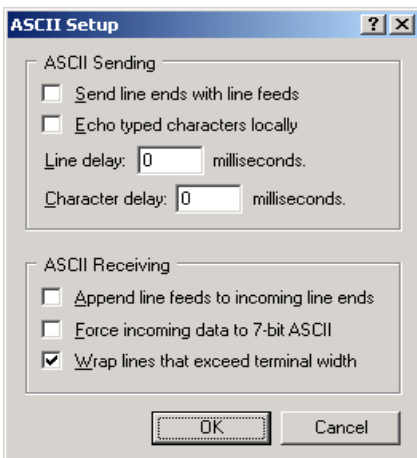 ASCII Setup
ASCII Sending
Send line ends with line feeds
Echo typed characters locally
Line delay: 0 milliseconds.
Character delay: 0 milliseconds.
ASCII Receiving
Append line feeds to incoming line ends
Force incoming data to 7-bit ASCII
Wrap lines that exceed terminal width
OK Cancel